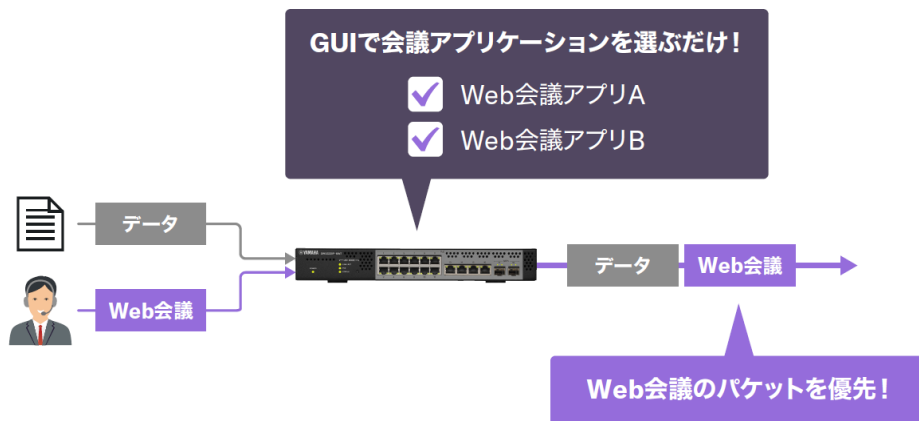 GUIで会議アプリケーションを選ぶだけ！
Web会議アプリA
Web会議アプリB
データ
Web会議
YAMAHA
データ
Web会議
Web会議のパケットを優先！